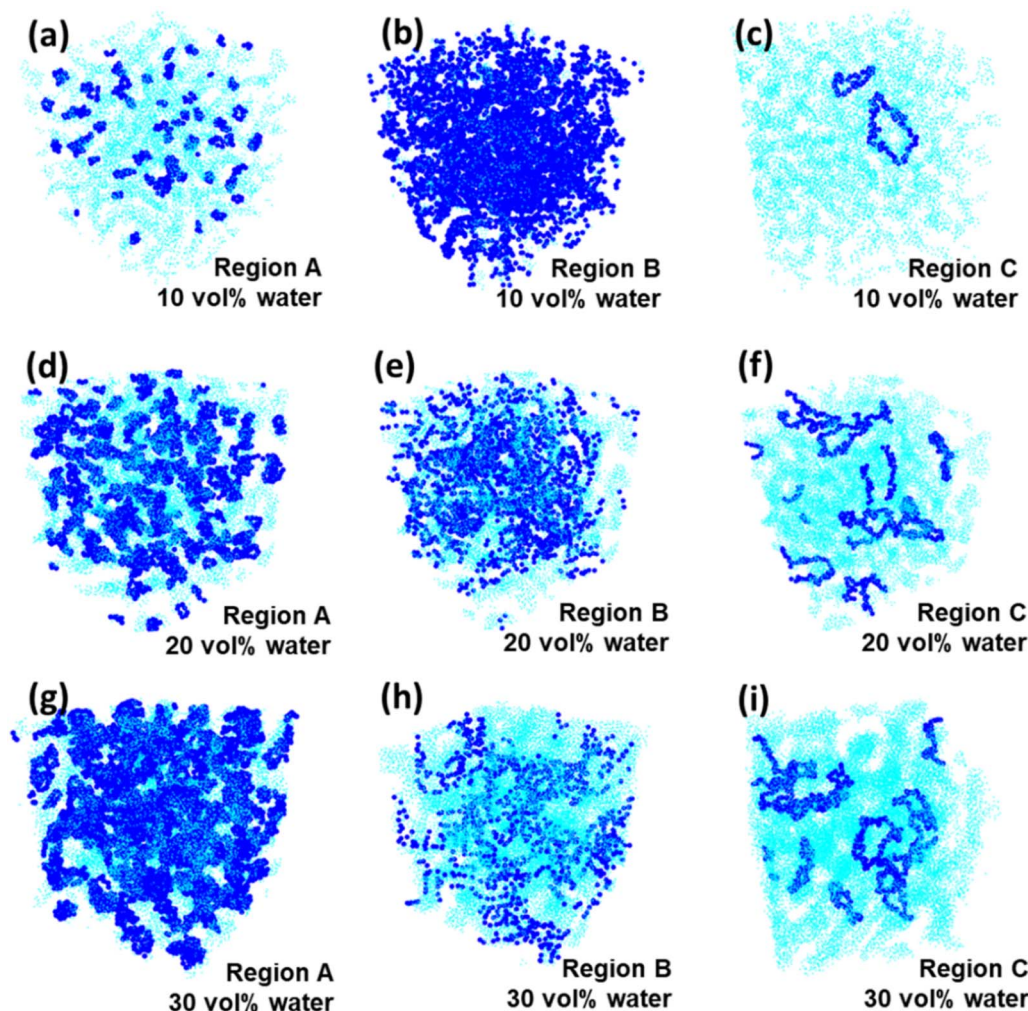 (a)
Region A
10 vol% water
(b)
Region B
10 vol% water
(c)
Region C
10 vol% water
(d)
Region A
20 vol% water
(e)
Region B
20 vol% water
(f)
Region C
20 vol% water
(g)
Region A
30 vol% water
(h)
Region B
30 vol% water
(i)
Region C
30 vol% water